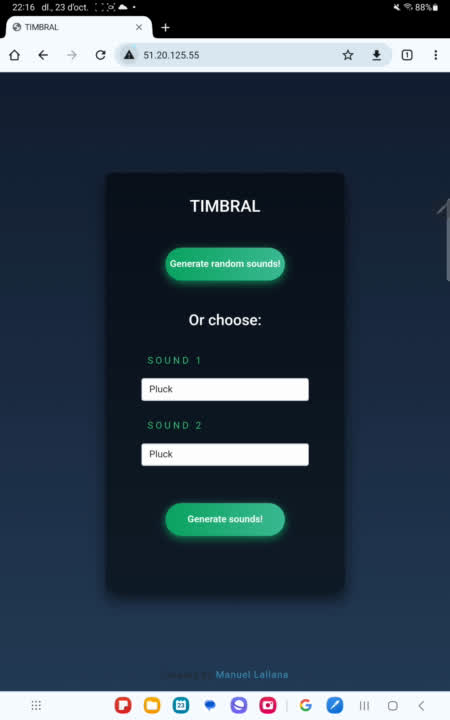 22:16 dl., 23 d'oct. 88%
TIMBRAL
51.20.125.55
1
TIMBRAL
Generate random sounds!
Or choose:
SOUND 1
Pluck
SOUND 2
Pluck
Generate sounds!
Manuel Lallana
23